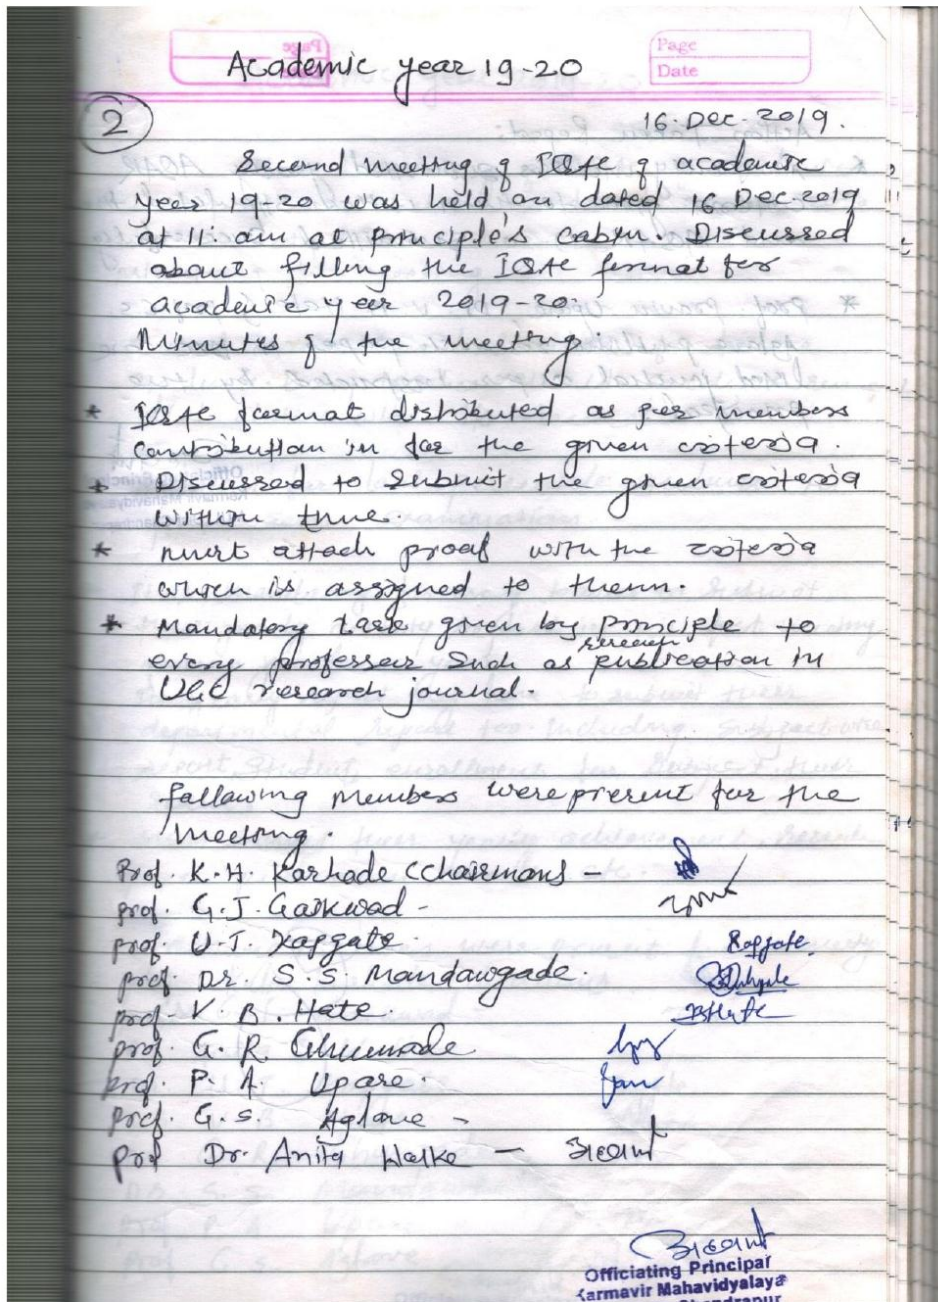 Page
Date
Academic year 19-20
2
16. Dec. 2019.
Second meeting of IQAC of academic
year 19-20 was held on dated 16 Dec. 2019
at 11: am at principle's cabin. Discussed
about filling the IQAC format for
academic year 2019-20.
Minutes of the meeting.
* IQAC format distributed as per members
contribution in for the given criteria.
* Discussed to submit the given criteria
within time.
* must attach proof with the criteria
which is assigned to them.
* Mandatory task given by Principle to
every professor such as research publication in
UGC research journal.
following members were present for the
meeting.
Prof. K. H. Karhade (Chairman) -
prof. G. J. Gaikwad -
prof. U. T. Kapgate. Kapgate
prof. Dr. S. S. Mandawgade.
prof. V. B. Hate. VBHate
prof. G. R. Ghumade
prof. P. A. Upare.
prof. G. S. Aglave -
prof Dr. Anita Walke -
Officiating Principal
Karmavir Mahavidyalaya
Chandrapur